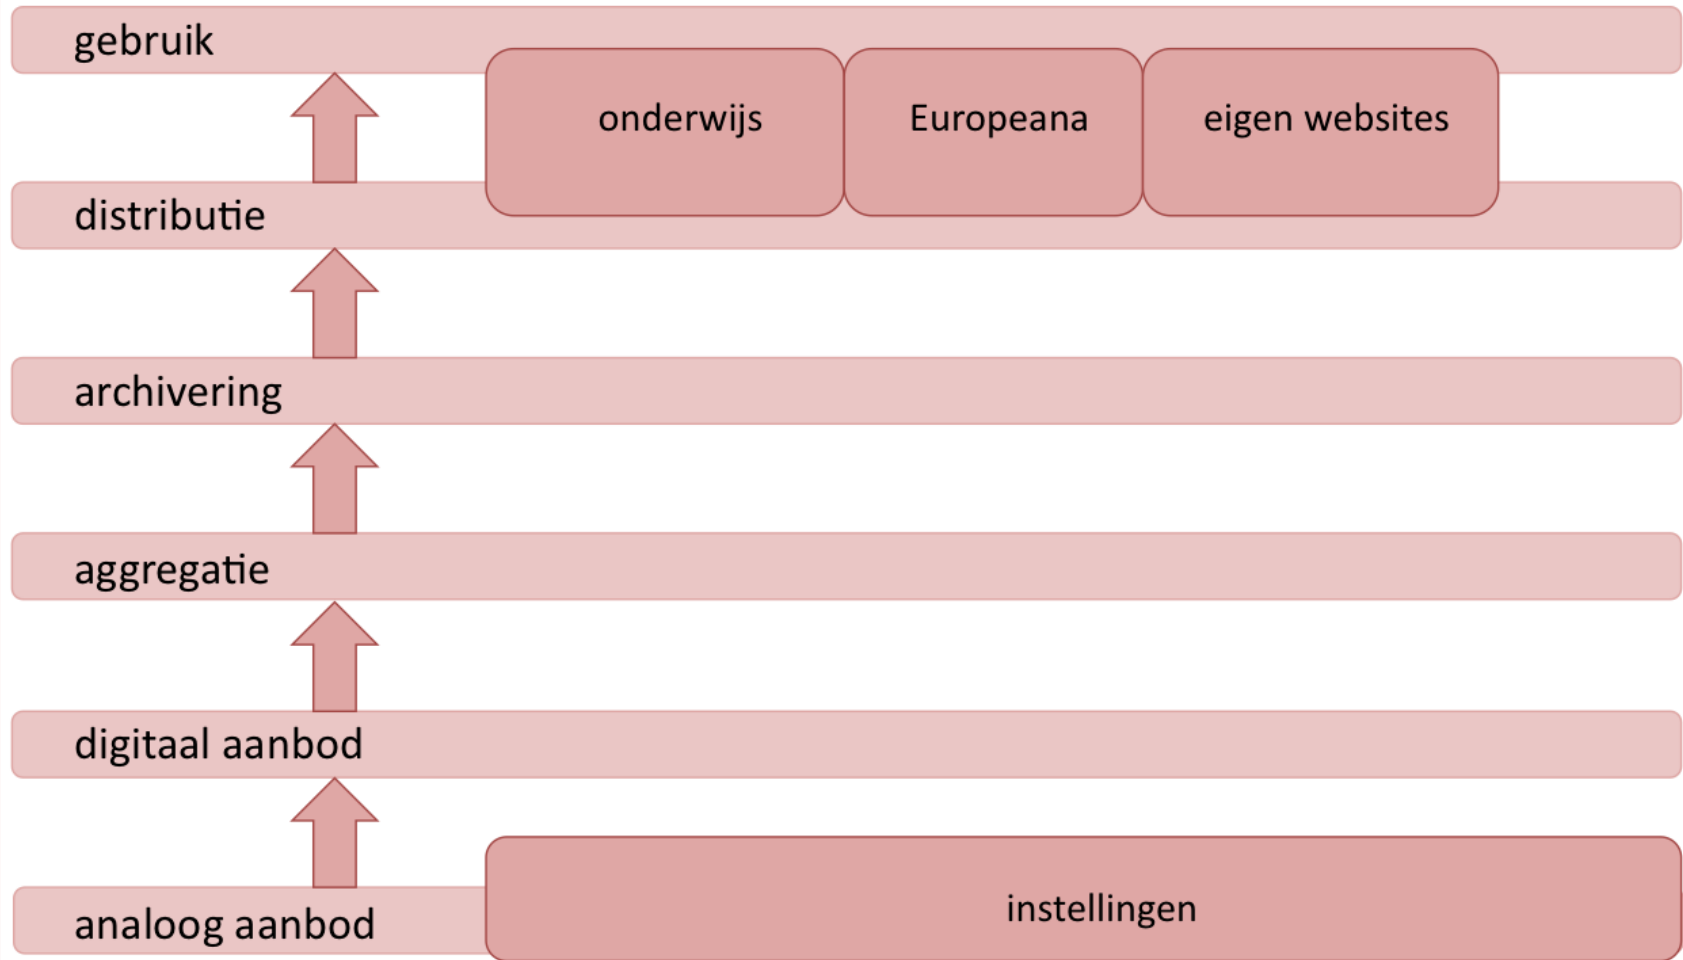 gebruik
onderwijs
Europeana
eigen websites
distributie
archivering
aggregatie
digitaal aanbod
instellingen
analoog aanbod